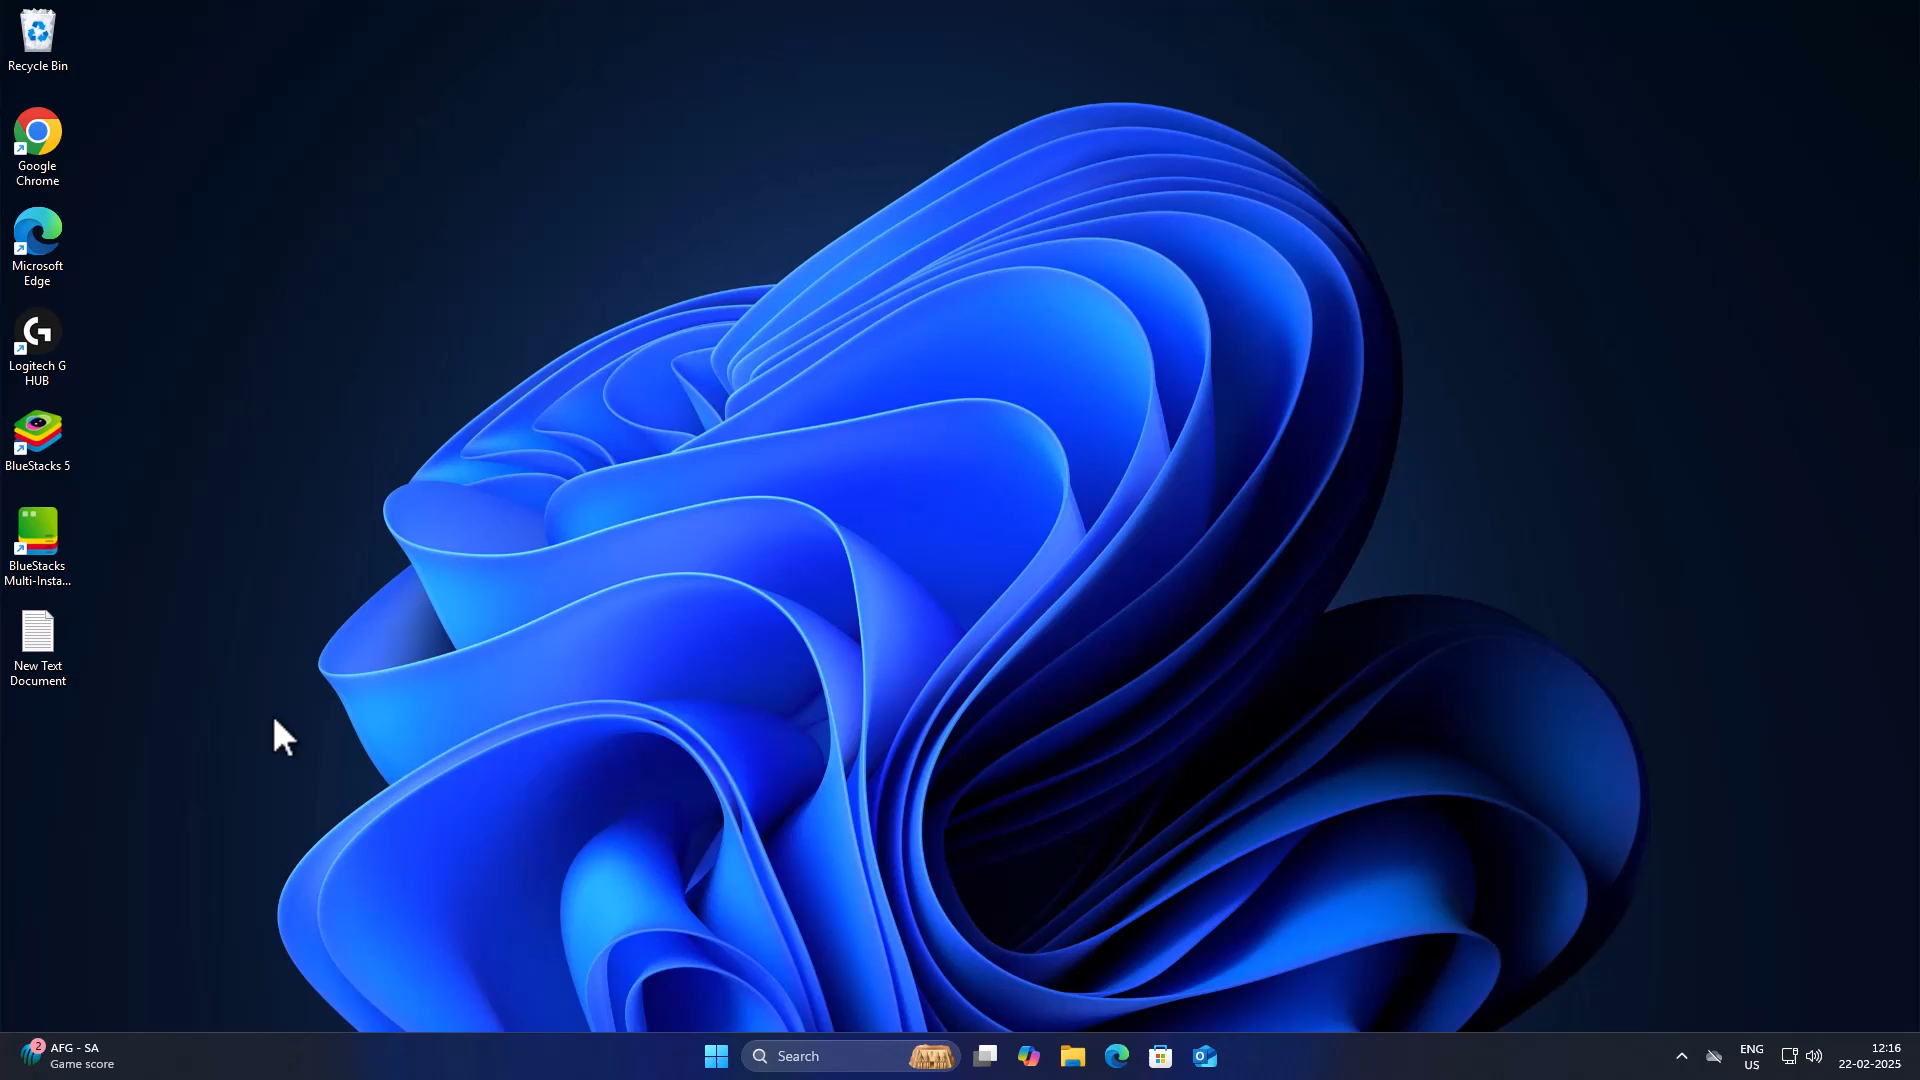 Recycle Bin
Google
Chrome
Microsoft
Edge
Logitech G
HUB
BlueStacks 5
BlueStacks
Multi-Insta...
New Text
Document
2
AFG - SA
Game score
Search
ENG
US
12:16
22-02-2025